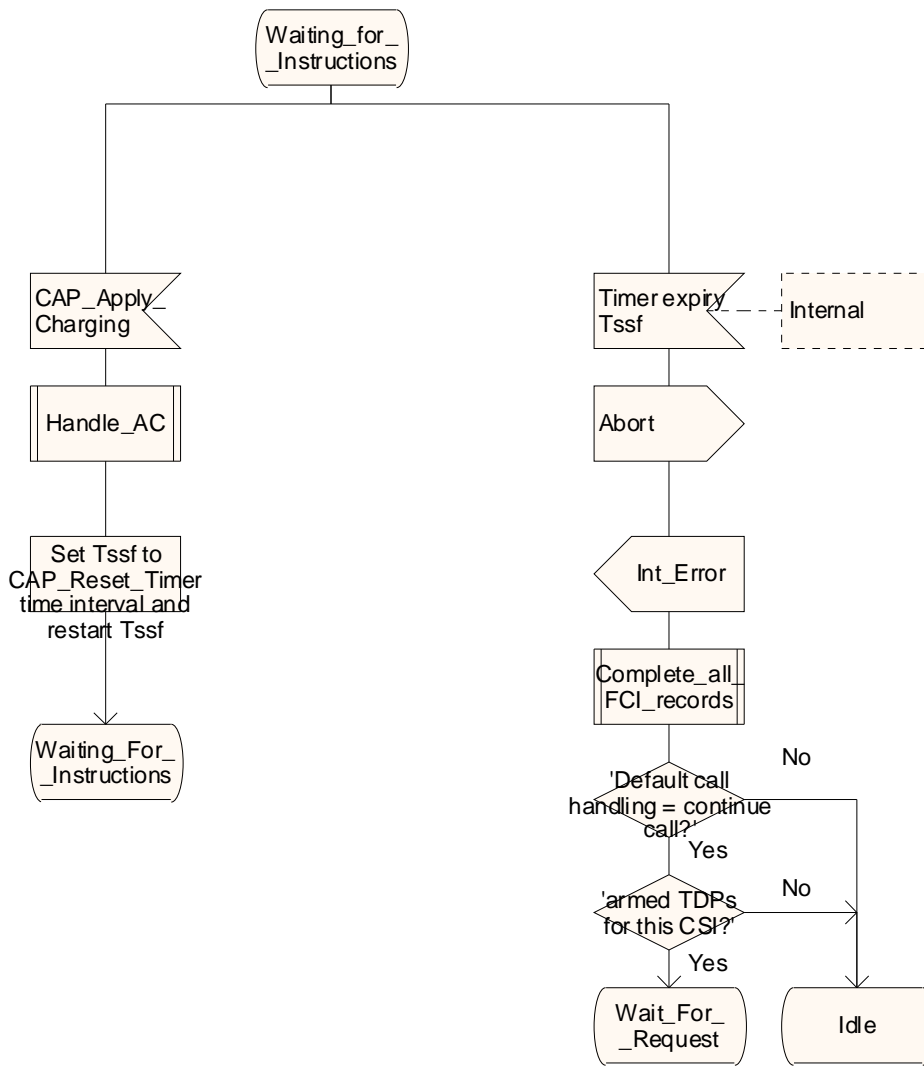 Waiting_for_
_Instructions
CAP_Apply_
Charging
Handle_AC
Set Tssf to
CAP_Reset_Timer
time interval and
restart Tssf
Waiting_For_
_Instructions
Timer expiry
Tssf
Internal
Abort
Int_Error
Complete_all_
FCI_records
'Default call
handling = continue
call?'
No
Yes
'armed TDPs
for this CSI?'
No
Yes
Wait_For_
_Request
Idle